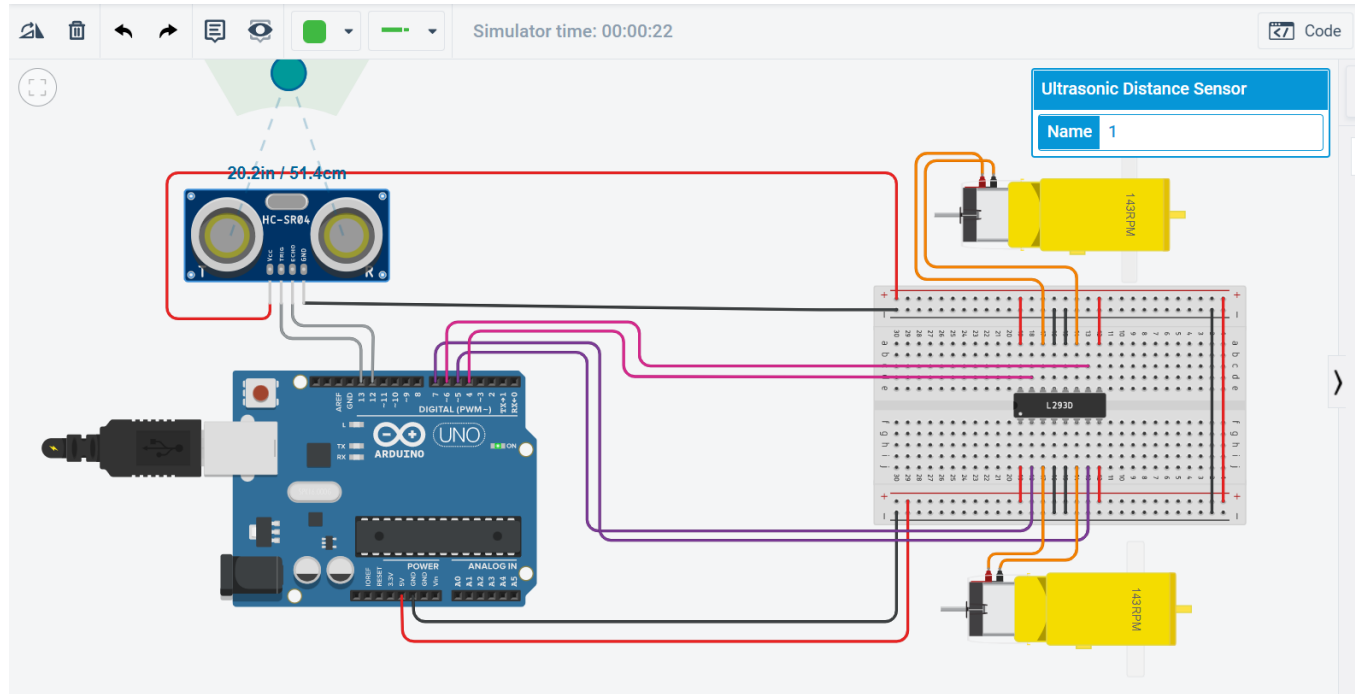 Simulator time: 00:00:22
Code
Ultrasonic Distance Sensor
Name 1
20.2in / 51.4cm
HC-SR04
Vcc TRIG ECHO GND
T R
143RPM
AREF GND 13 12 ~11 ~10 ~9 8 7 ~6 ~5 4 ~3 2 TX→1 RX←0
DIGITAL (PWM~)
L
TX
RX
UNO
ARDUINO
ON
POWER
ANALOG IN
IOREF RESET 3.3V 5V GND GND Vin A0 A1 A2 A3 A4 A5
a b c d e
L293D
f g h i j
143RPM